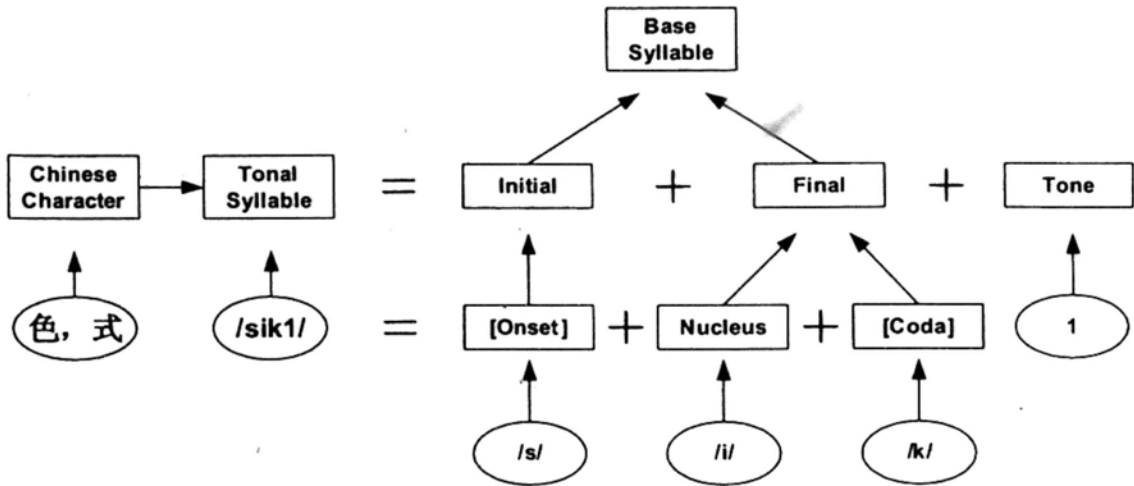 Base
Syllable
Chinese
Character
Tonal
Syllable
=
Initial
+
Final
+
Tone
色，式
/sik1/
=
[Onset]
+
Nucleus
+
[Coda]
1
/s/
/i/
/k/